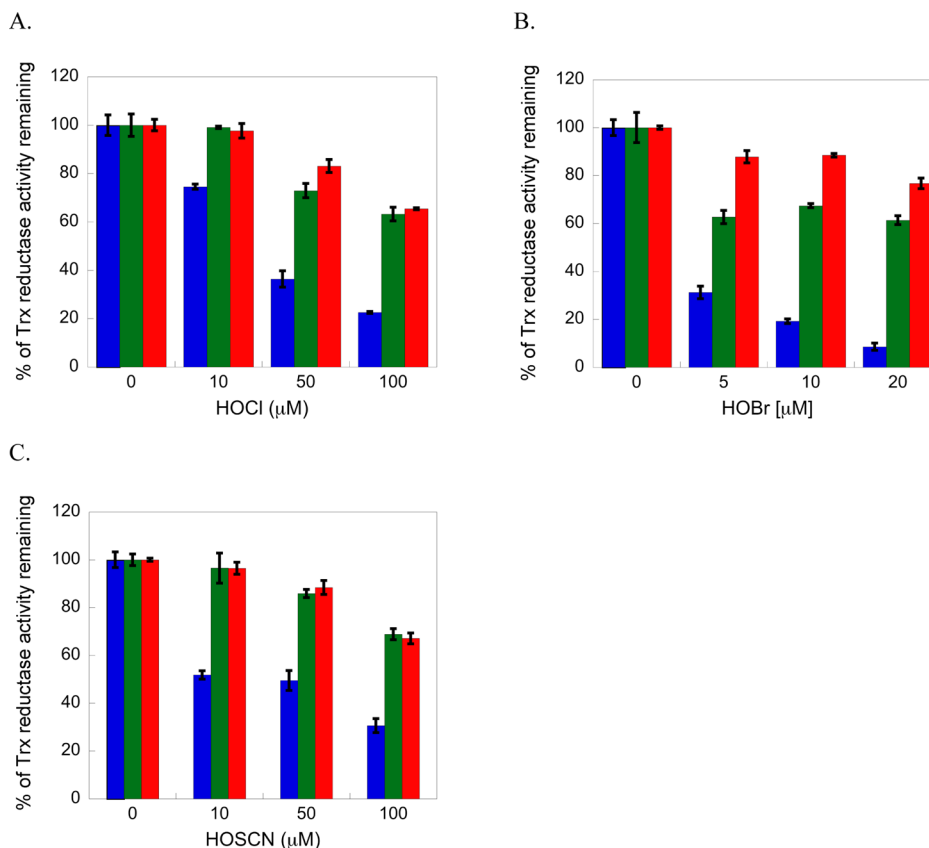 A.
% of Trx reductase activity remaining
120
100
80
60
40
20
0
0 10 50 100
HOCl (μM)
B.
% of Trx reductase activity remaining
120
100
80
60
40
20
0
0 5 10 20
HOBr [μM]
C.
% of Trx reductase activity remaining
120
100
80
60
40
20
0
0 10 50 100
HOSCN (μM)